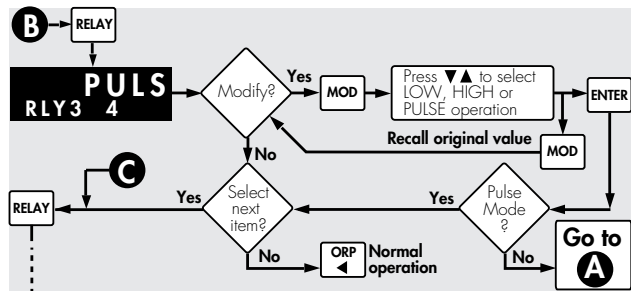 B
RELAY
PULS
RLY3 4
Modify?
Yes
MOD
Press ▼▲ to select
LOW, HIGH or
PULSE operation
ENTER
Recall original value
MOD
No
C
RELAY
Yes
Select
next
item?
Yes
Pulse
Mode
?
Go to
A
No
ORP
◄
Normal
operation
No